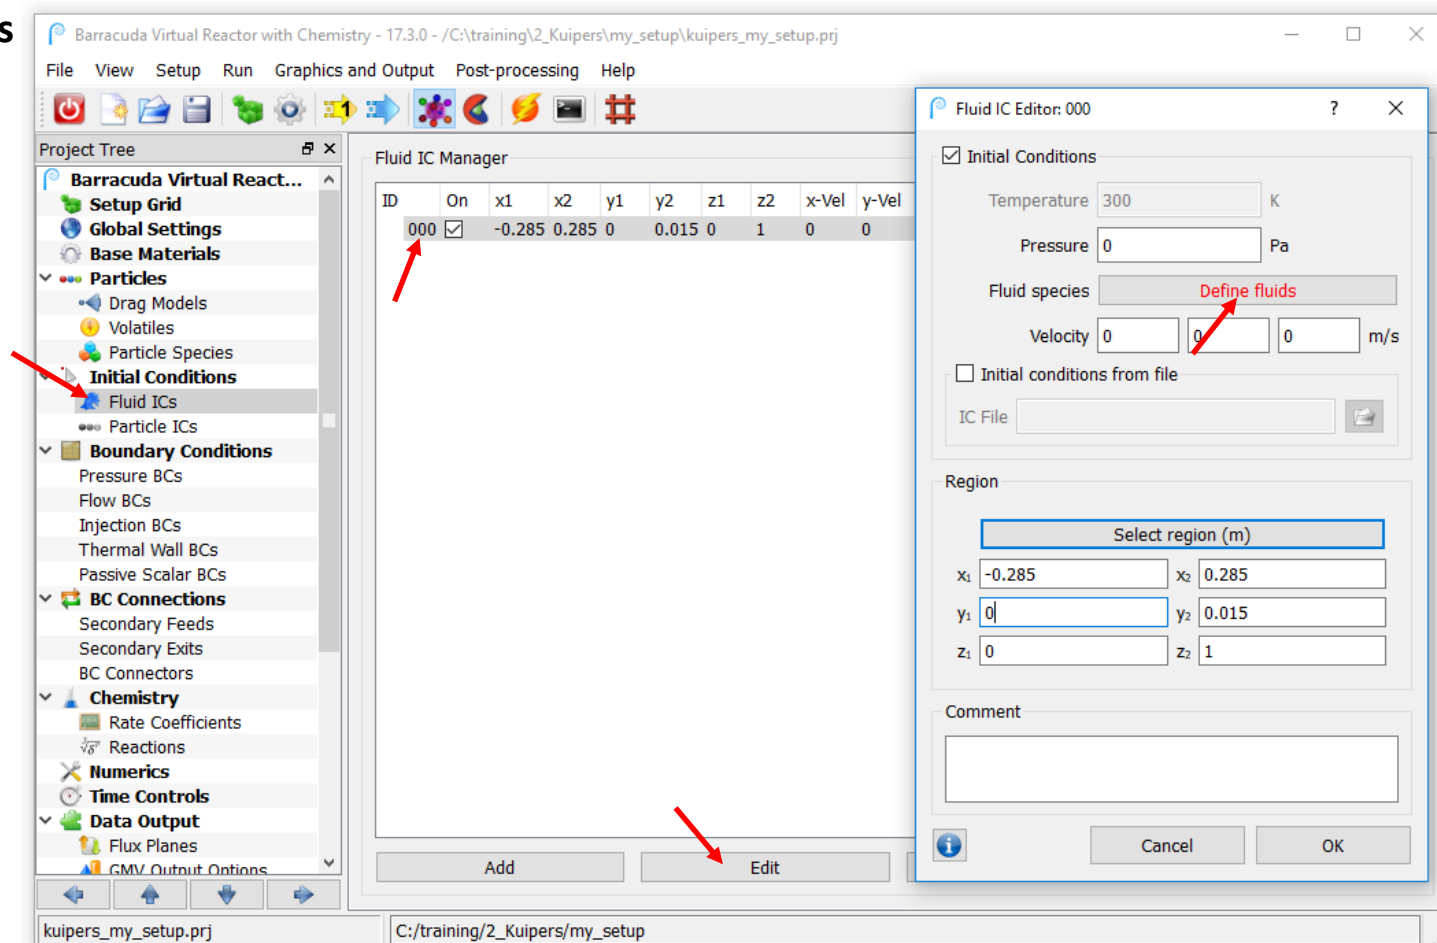 s
Barracuda Virtual Reactor with Chemistry - 17.3.0 - /C:\training\2_Kuipers\my_setup\kuipers_my_setup.prj
File View Setup Run Graphics and Output Post-processing Help
Project Tree
Barracuda Virtual React...
Setup Grid
Global Settings
Base Materials
Particles
Drag Models
Volatiles
Particle Species
Initial Conditions
Fluid ICs
Particle ICs
Boundary Conditions
Pressure BCs
Flow BCs
Injection BCs
Thermal Wall BCs
Passive Scalar BCs
BC Connections
Secondary Feeds
Secondary Exits
BC Connectors
Chemistry
Rate Coefficients
Reactions
Numerics
Time Controls
Data Output
Flux Planes
GMV Output Options
Fluid IC Manager
ID On x1 x2 y1 y2 z1 z2 x-Vel y-Vel
000 -0.285 0.285 0 0.015 0 1 0 0
Add Edit
Fluid IC Editor: 000 ?
Initial Conditions
Temperature 300 K
Pressure 0 Pa
Fluid species Define fluids
Velocity 0 0 0 m/s
Initial conditions from file
IC File
Region
Select region (m)
x₁ -0.285 x₂ 0.285
y₁ 0 y₂ 0.015
z₁ 0 z₂ 1
Comment
Cancel OK
kuipers_my_setup.prj C:/training/2_Kuipers/my_setup